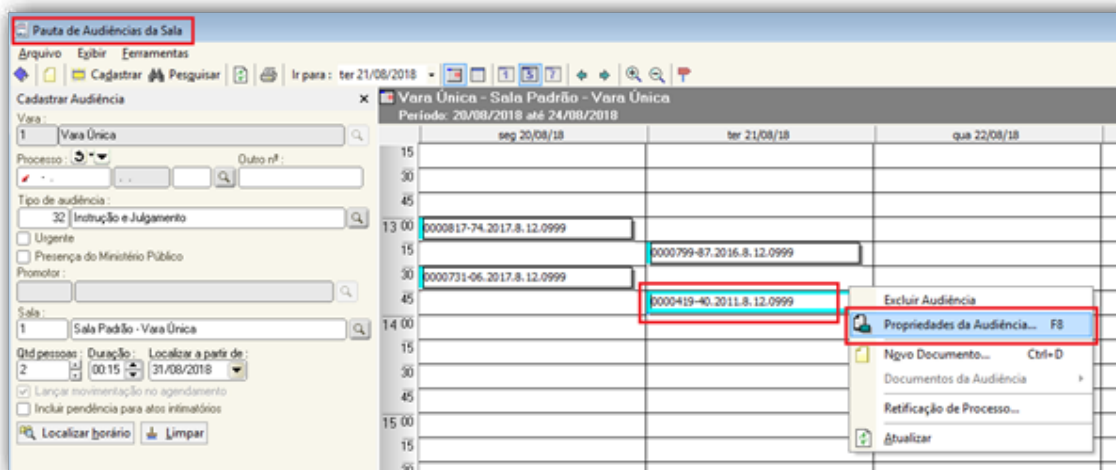 Pauta de Audiências da Sala
Arquivo Exibir Ferramentas
Cadastrar Pesquisar Ir para: ter 21/08/2018 1 5 7
Cadastrar Audiência x
Vara:
1 Vara Única
Processo: Outro nº:
Tipo de audiência:
32 Instrução e Julgamento
Urgente
Presença do Ministério Público
Promotor:
Sala:
1 Sala Padrão - Vara Única
Qtd pessoas: Duração: Localizar a partir de:
2 00:15 31/08/2018
Lançar movimentação no agendamento
Incluir pendência para atos intimatórios
Localizar horário Limpar
Vara Única - Sala Padrão - Vara Única
Período: 20/08/2018 até 24/08/2018
seg 20/08/18 ter 21/08/18 qua 22/08/18
15
30
45
13 00 0000817-74.2017.8.12.0999
15 0000799-87.2016.8.12.0999
30 0000731-06.2017.8.12.0999
45 0000419-40.2011.8.12.0999
14 00
15
30
45
15 00
15
30
Excluir Audiência
Propriedades da Audiência... F8
Novo Documento... Ctrl+D
Documentos da Audiência
Retificação de Processo...
Atualizar